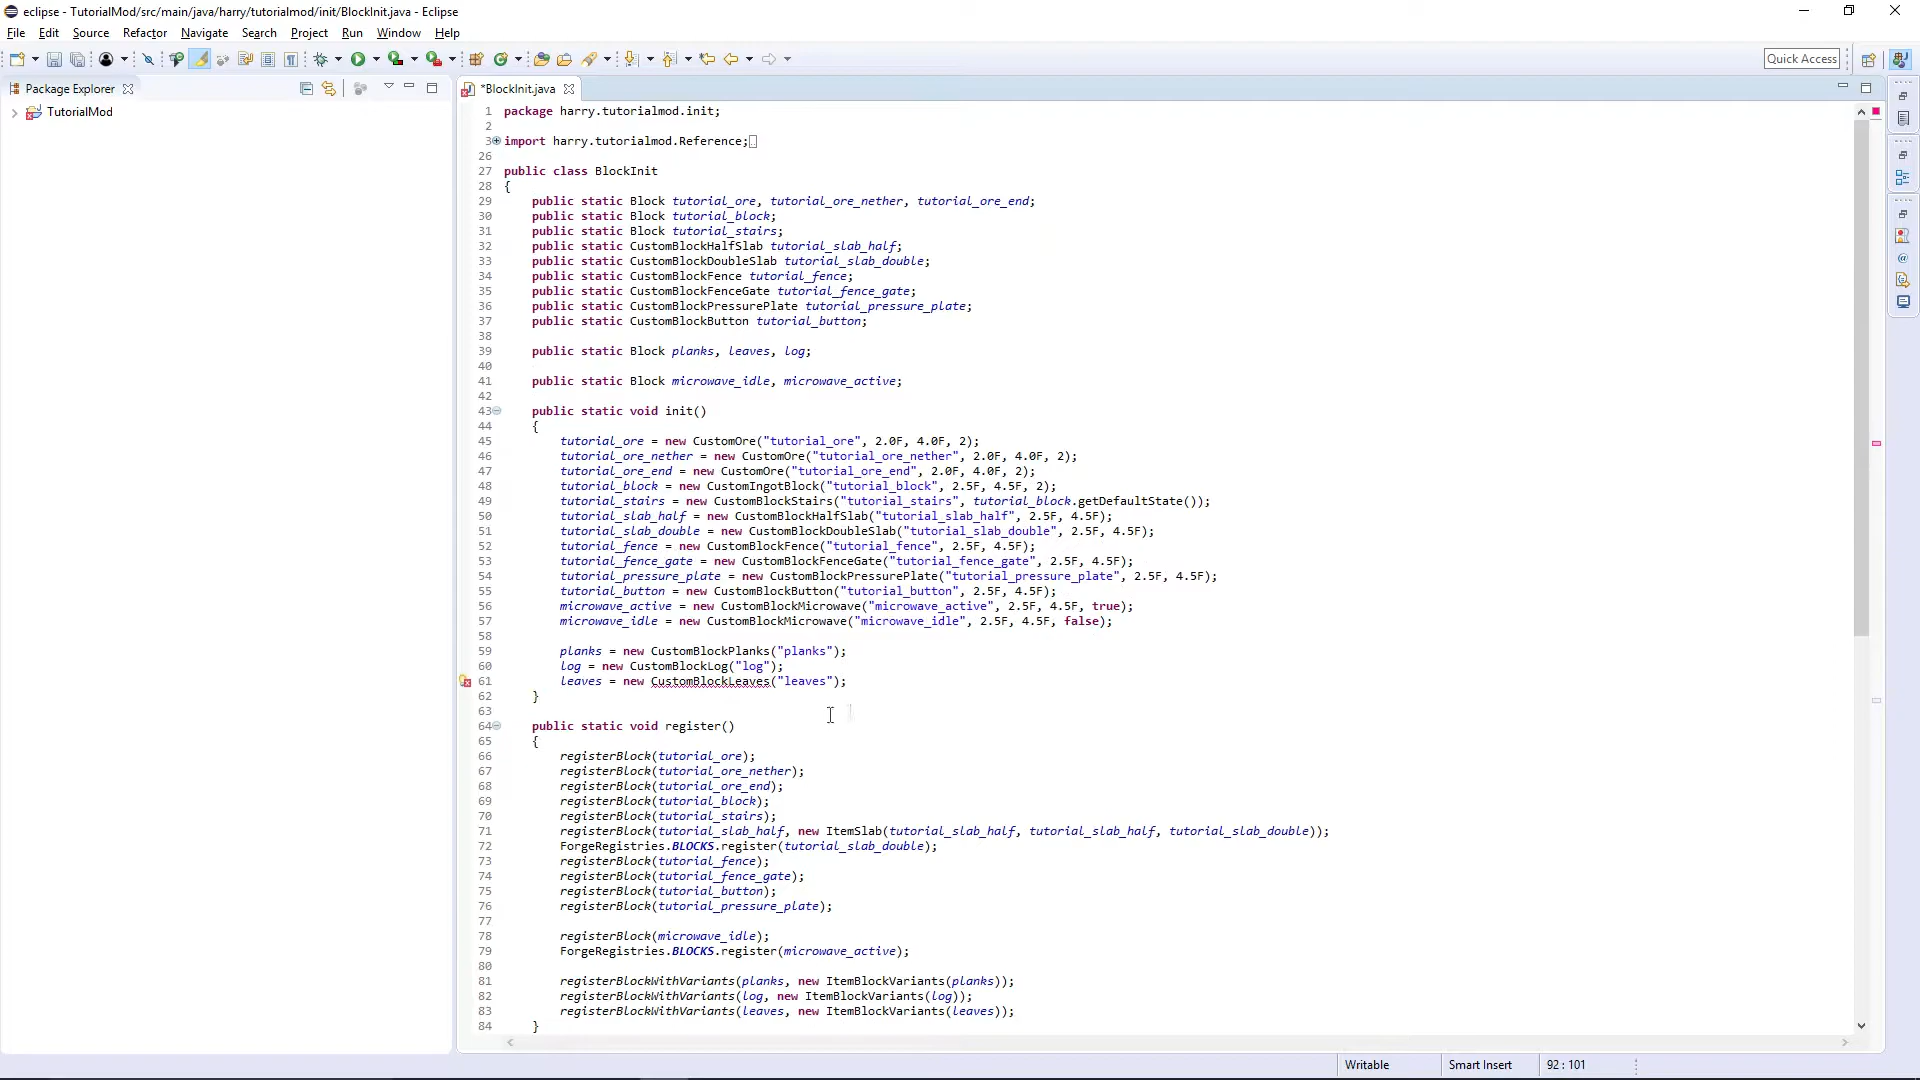 eclipse - TutorialMod/src/main/java/harry/tutorialmod/init/BlockInit.java - Eclipse
File Edit Source Refactor Navigate Search Project Run Window Help
Quick Access
Package Explorer
*BlockInit.java
TutorialMod
1 package harry.tutorialmod.init;
2
3 import harry.tutorialmod.Reference;
26
27 public class BlockInit
28 {
29 public static Block tutorial_ore, tutorial_ore_nether, tutorial_ore_end;
30 public static Block tutorial_block;
31 public static Block tutorial_stairs;
32 public static CustomBlockHalfSlab tutorial_slab_half;
33 public static CustomBlockDoubleSlab tutorial_slab_double;
34 public static CustomBlockFence tutorial_fence;
35 public static CustomBlockFenceGate tutorial_fence_gate;
36 public static CustomBlockPressurePlate tutorial_pressure_plate;
37 public static CustomBlockButton tutorial_button;
38
39 public static Block planks, leaves, log;
40
41 public static Block microwave_idle, microwave_active;
42
43 public static void init()
44 {
45 tutorial_ore = new CustomOre("tutorial_ore", 2.0F, 4.0F, 2);
46 tutorial_ore_nether = new CustomOre("tutorial_ore_nether", 2.0F, 4.0F, 2);
47 tutorial_ore_end = new CustomOre("tutorial_ore_end", 2.0F, 4.0F, 2);
48 tutorial_block = new CustomIngotBlock("tutorial_block", 2.5F, 4.5F, 2);
49 tutorial_stairs = new CustomBlockStairs("tutorial_stairs", tutorial_block.getDefaultState());
50 tutorial_slab_half = new CustomBlockHalfSlab("tutorial_slab_half", 2.5F, 4.5F);
51 tutorial_slab_double = new CustomBlockDoubleSlab("tutorial_slab_double", 2.5F, 4.5F);
52 tutorial_fence = new CustomBlockFence("tutorial_fence", 2.5F, 4.5F);
53 tutorial_fence_gate = new CustomBlockFenceGate("tutorial_fence_gate", 2.5F, 4.5F);
54 tutorial_pressure_plate = new CustomBlockPressurePlate("tutorial_pressure_plate", 2.5F, 4.5F);
55 tutorial_button = new CustomBlockButton("tutorial_button", 2.5F, 4.5F);
56 microwave_active = new CustomBlockMicrowave("microwave_active", 2.5F, 4.5F, true);
57 microwave_idle = new CustomBlockMicrowave("microwave_idle", 2.5F, 4.5F, false);
58
59 planks = new CustomBlockPlanks("planks");
60 log = new CustomBlockLog("log");
61 leaves = new CustomBlockLeaves("leaves");
62 }
63
64 public static void register()
65 {
66 registerBlock(tutorial_ore);
67 registerBlock(tutorial_ore_nether);
68 registerBlock(tutorial_ore_end);
69 registerBlock(tutorial_block);
70 registerBlock(tutorial_stairs);
71 registerBlock(tutorial_slab_half, new ItemSlab(tutorial_slab_half, tutorial_slab_half, tutorial_slab_double));
72 ForgeRegistries.BLOCKS.register(tutorial_slab_double);
73 registerBlock(tutorial_fence);
74 registerBlock(tutorial_fence_gate);
75 registerBlock(tutorial_button);
76 registerBlock(tutorial_pressure_plate);
77
78 registerBlock(microwave_idle);
79 ForgeRegistries.BLOCKS.register(microwave_active);
80
81 registerBlockWithVariants(planks, new ItemBlockVariants(planks));
82 registerBlockWithVariants(log, new ItemBlockVariants(log));
83 registerBlockWithVariants(leaves, new ItemBlockVariants(leaves));
84 }
Writable Smart Insert 92 : 101